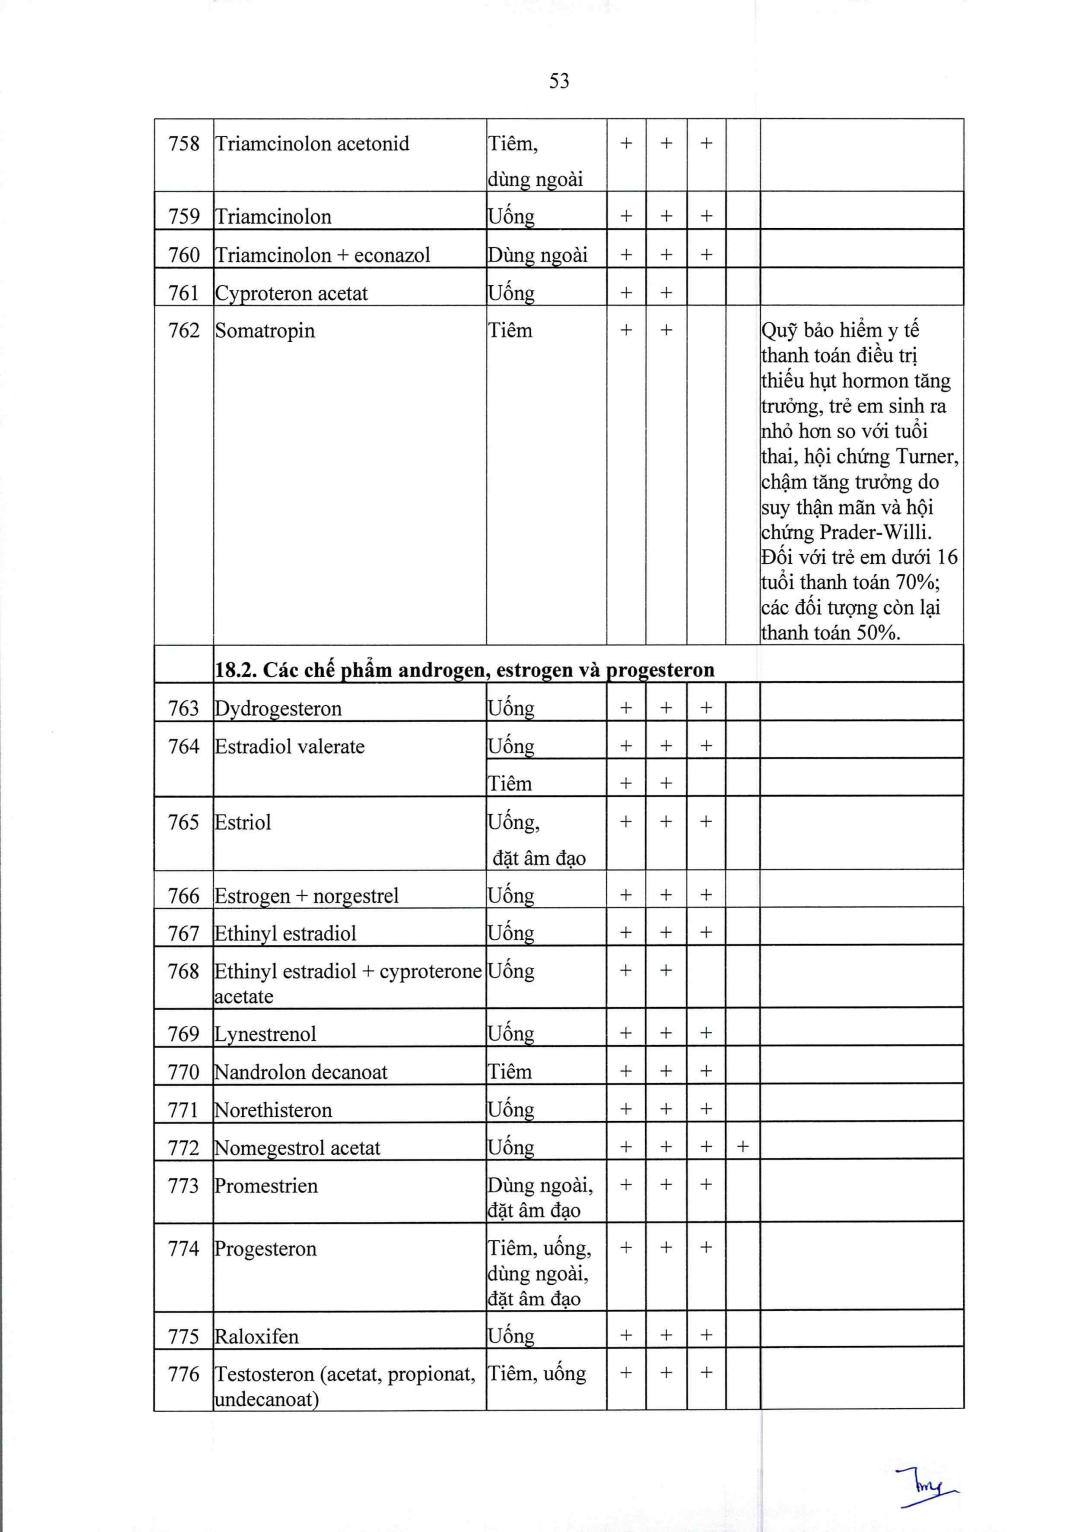 53
758 Triamcinolon acetonid Tiêm, + + +
dùng ngoài
759 Triamcinolon Uống + + +
760 Triamcinolon + econazol Dùng ngoài + + +
761 Cyproteron acetat Uống + +
762 Somatropin Tiêm + + Quỹ bảo hiểm y tế
thanh toán điều trị
thiếu hụt hormon tăng
trưởng, trẻ em sinh ra
nhỏ hơn so với tuổi
thai, hội chứng Turner,
chậm tăng trưởng do
suy thận mãn và hội
chứng Prader-Willi.
Đối với trẻ em dưới 16
tuổi thanh toán 70%;
các đối tượng còn lại
thanh toán 50%.
18.2. Các chế phẩm androgen, estrogen và progesteron
763 Dydrogesteron Uống + + +
764 Estradiol valerate Uống + + +
Tiêm + +
765 Estriol Uống, + + +
đặt âm đạo
766 Estrogen + norgestrel Uống + + +
767 Ethinyl estradiol Uống + + +
768 Ethinyl estradiol + cyproterone Uống + +
acetate
769 Lynestrenol Uống + + +
770 Nandrolon decanoat Tiêm + + +
771 Norethisteron Uống + + +
772 Nomegestrol acetat Uống + + + +
773 Promestrien Dùng ngoài, + + +
đặt âm đạo
774 Progesteron Tiêm, uống, + + +
dùng ngoài,
đặt âm đạo
775 Raloxifen Uống + + +
776 Testosteron (acetat, propionat, Tiêm, uống + + +
undecanoat)